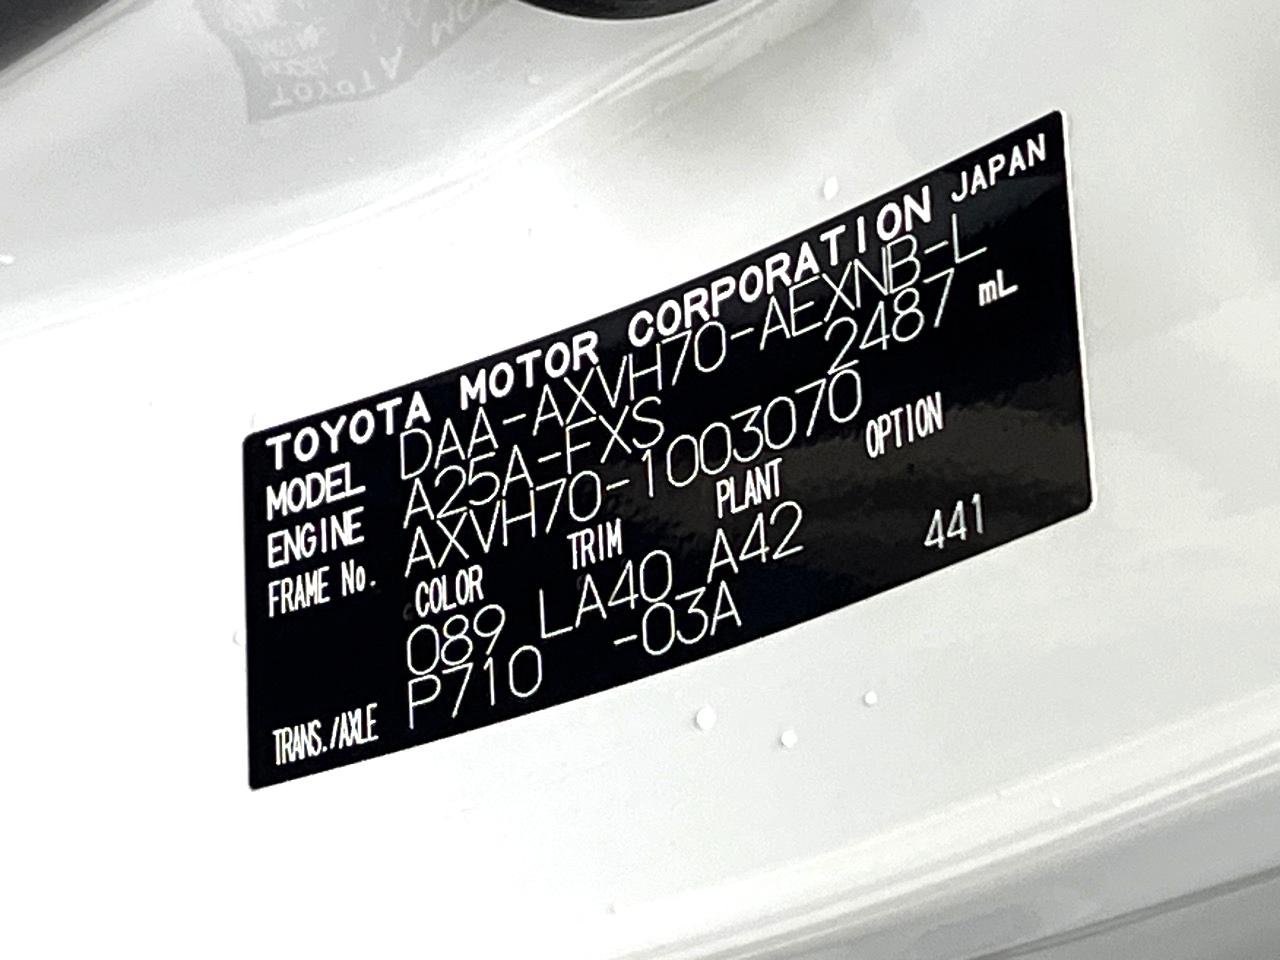 TOYOTA MOTOR CORPORATION JAPAN
MODEL DAA-AXVH70-AEXNB-L
ENGINE A25A-FXS 2487 mL
FRAME No. AXVH70-1003070
COLOR TRIM PLANT OPTION
089 LA40 A42 441
TRANS./AXLE P710 -03A